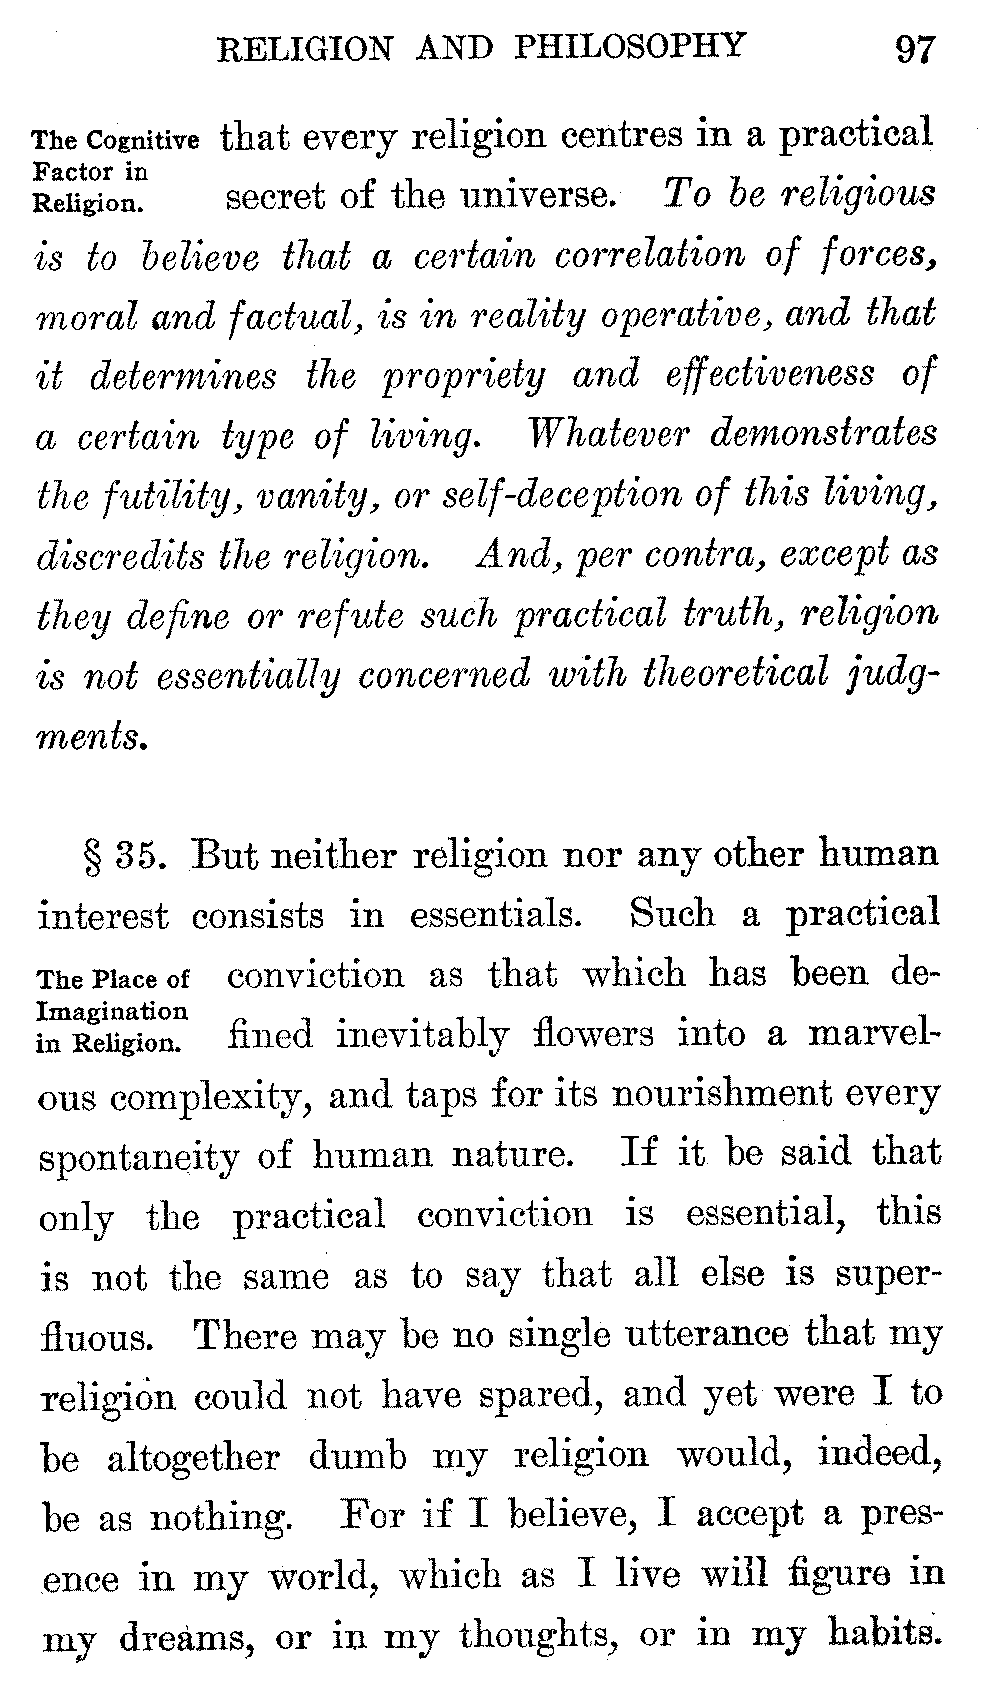 RELIGION AND PHILOSOPHY 97
The Cognitive
Factor in
Religion.
that every religion centres in a practical
secret of the universe. To be religious
is to believe that a certain correlation of forces,
moral and factual, is in reality operative, and that
it determines the propriety and effectiveness of
a certain type of living. Whatever demonstrates
the futility, vanity, or self-deception of this living,
discredits the religion. And, per contra, except as
they define or refute such practical truth, religion
is not essentially concerned with theoretical judg-
ments.
§ 35. But neither religion nor any other human
interest consists in essentials. Such a practical
The Place of
Imagination
in Religion.
conviction as that which has been de-
fined inevitably flowers into a marvel-
ous complexity, and taps for its nourishment every
spontaneity of human nature. If it be said that
only the practical conviction is essential, this
is not the same as to say that all else is super-
fluous. There may be no single utterance that my
religion could not have spared, and yet were I to
be altogether dumb my religion would, indeed,
be as nothing. For if I believe, I accept a pres-
ence in my world, which as I live will figure in
my dreams, or in my thoughts, or in my habits.